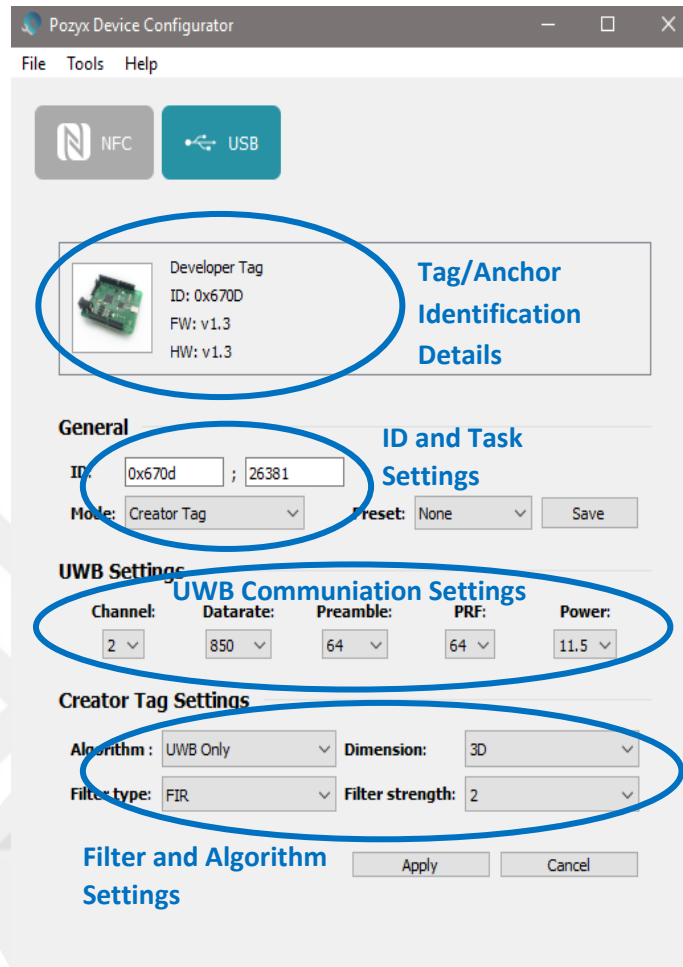 Pozyx Device Configurator
File Tools Help
NFC USB
Developer Tag
ID: 0x670D
FW: v1.3
HW: v1.3
Tag/Anchor
Identification
Details
General
ID and Task
Settings
ID: 0x670d ; 26381
Mode: Creator Tag Preset: None Save
UWB Settings
UWB Communiation Settings
Channel: Datarate: Preamble: PRF: Power:
2 850 64 64 11.5
Creator Tag Settings
Algorithm : UWB Only Dimension: 3D
Filter type: FIR Filter strength: 2
Filter and Algorithm
Settings
Apply Cancel